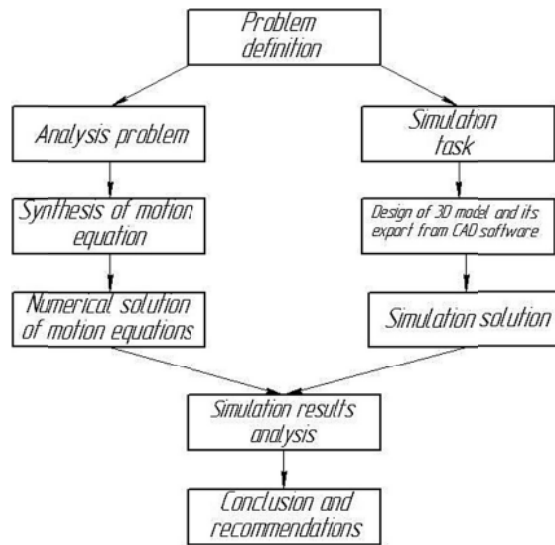 Problem
definition
Analysis problem
Simulation
task
Synthesis of motion
equation
Design of 3D model and its
export from CAD software
Numerical solution
of motion equations
Simulation solution
Simulation results
analysis
Conclusion and
recommendations